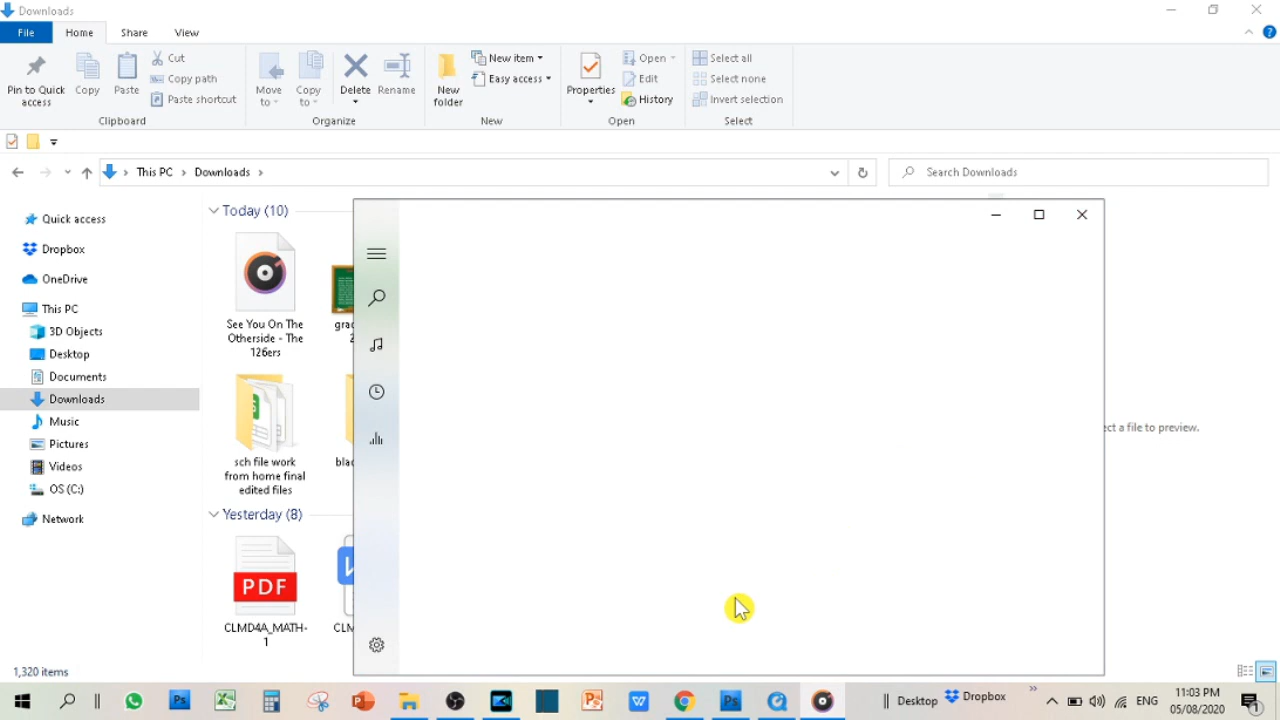 Downloads
File Home Share View
Pin to Quick access
Copy
Paste
Cut
Copy path
Paste shortcut
Clipboard
Move to
Copy to
Delete
Rename
Organize
New folder
New item
Easy access
New
Properties
Open
Edit
History
Open
Select all
Select none
Invert selection
Select
This PC Downloads
Search Downloads
Quick access
Dropbox
OneDrive
This PC
3D Objects
Desktop
Documents
Downloads
Music
Pictures
Videos
OS (C:)
Network
Today (10)
See You On The
Otherside - The
126ers
grac
2
sch file work
from home final
edited files
blac
Yesterday (8)
PDF
CLMD4A_MATH-
1
CLM
ct a file to preview.
1,320 items
Desktop
Dropbox
ENG
11:03 PM
05/08/2020
1